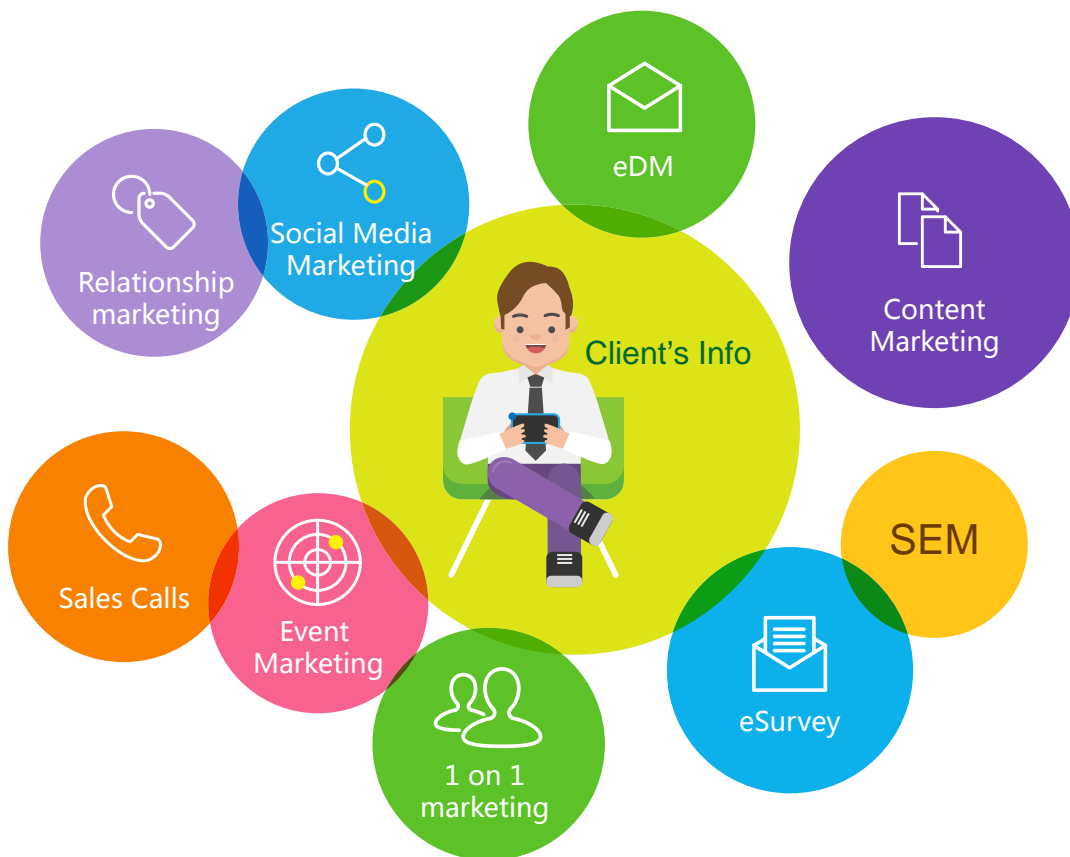 eDM
Social Media
Marketing
Relationship
marketing
Content
Marketing
Client's Info
SEM
Sales Calls
Event
Marketing
eSurvey
1 on 1
marketing